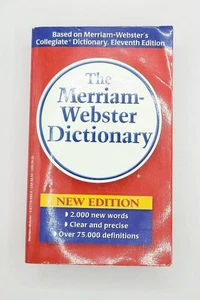 Based on Merriam-Webster's
Collegiate® Dictionary, Eleventh Edition
The
Merriam-
Webster
Dictionary
NEW EDITION
2.000 new words
Clear and precise
Over 75.000 definitions